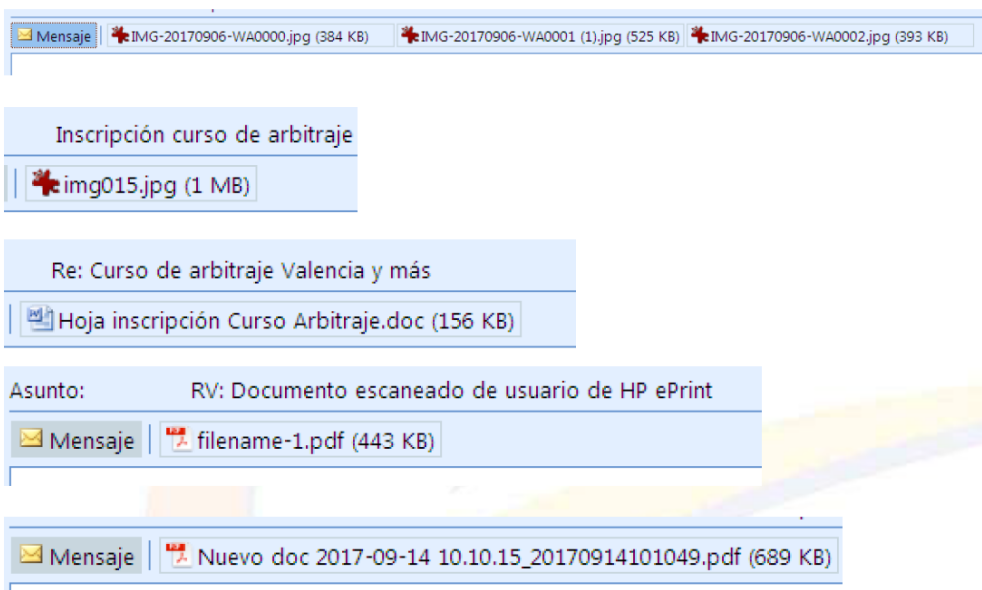 Mensaje IMG-20170906-WA0000.jpg (384 KB) IMG-20170906-WA0001 (1).jpg (525 KB) IMG-20170906-WA0002.jpg (393 KB)
Inscripción curso de arbitraje
img015.jpg (1 MB)
Re: Curso de arbitraje Valencia y más
Hoja inscripción Curso Arbitraje.doc (156 KB)
Asunto: RV: Documento escaneado de usuario de HP ePrint
Mensaje filename-1.pdf (443 KB)
Mensaje Nuevo doc 2017-09-14 10.10.15_20170914101049.pdf (689 KB)